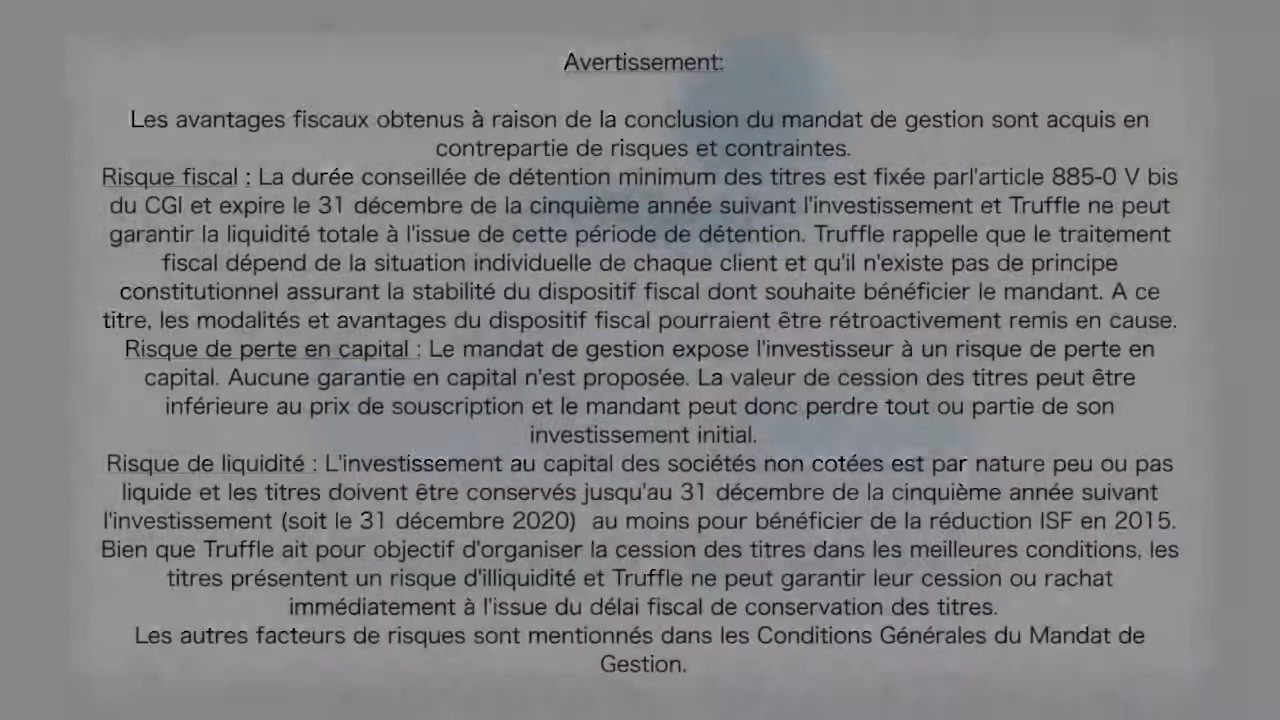 Avertissement:
Les avantages fiscaux obtenus à raison de la conclusion du mandat de gestion sont acquis en
contrepartie de risques et contraintes.
Risque fiscal : La durée conseillée de détention minimum des titres est fixée parl'article 885-0 V bis
du CGI et expire le 31 décembre de la cinquième année suivant l'investissement et Truffle ne peut
garantir la liquidité totale à l'issue de cette période de détention. Truffle rappelle que le traitement
fiscal dépend de la situation individuelle de chaque client et qu'il n'existe pas de principe
constitutionnel assurant la stabilité du dispositif fiscal dont souhaite bénéficier le mandant. A ce
titre, les modalités et avantages du dispositif fiscal pourraient être rétroactivement remis en cause.
Risque de perte en capital : Le mandat de gestion expose l'investisseur à un risque de perte en
capital. Aucune garantie en capital n'est proposée. La valeur de cession des titres peut être
inférieure au prix de souscription et le mandant peut donc perdre tout ou partie de son
investissement initial.
Risque de liquidité : L'investissement au capital des sociétés non cotées est par nature peu ou pas
liquide et les titres doivent être conservés jusqu'au 31 décembre de la cinquième année suivant
l'investissement (soit le 31 décembre 2020)  au moins pour bénéficier de la réduction ISF en 2015.
Bien que Truffle ait pour objectif d'organiser la cession des titres dans les meilleures conditions, les
titres présentent un risque d'illiquidité et Truffle ne peut garantir leur cession ou rachat
immédiatement à l'issue du délai fiscal de conservation des titres.
Les autres facteurs de risques sont mentionnés dans les Conditions Générales du Mandat de
Gestion.